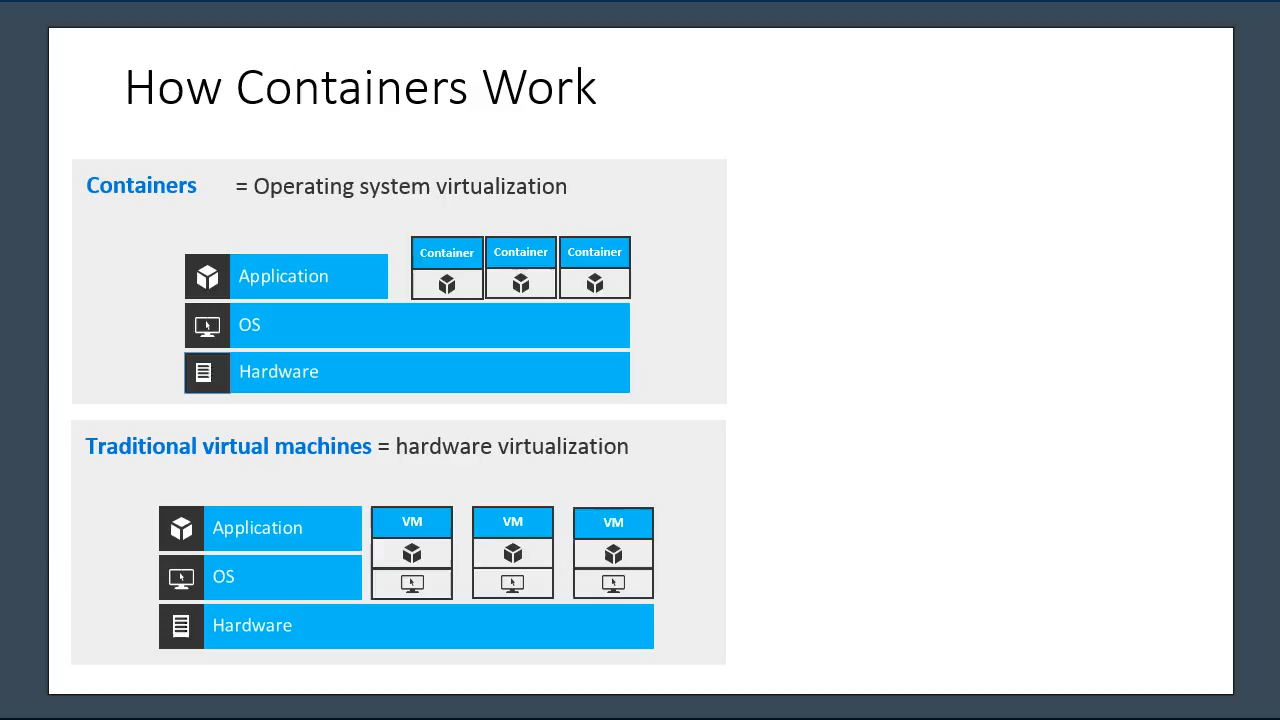 How Containers Work
Containers = Operating system virtualization
Container Container Container
Application
OS
Hardware
Traditional virtual machines = hardware virtualization
VM VM VM
Application
OS
Hardware